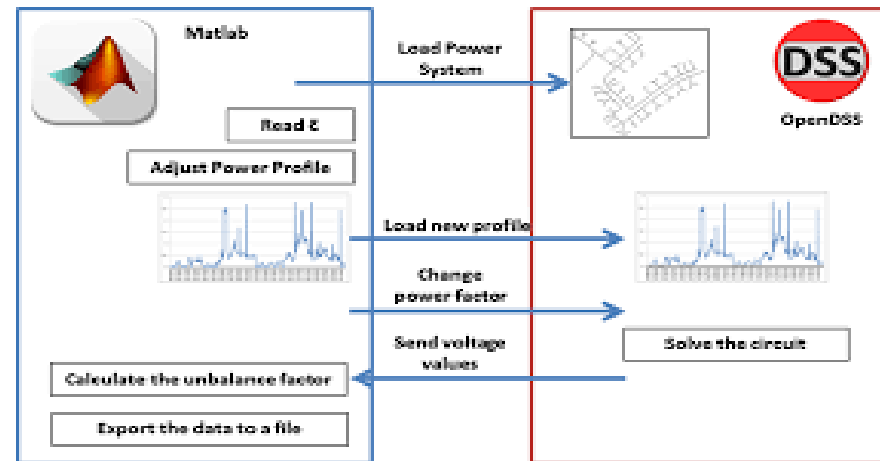 Matlab
Load Power
System
DSS
OpenDSS
Read ε
Adjust Power Profile
Load new profile
Change
power factor
Send voltage
values
Solve the circuit
Calculate the unbalance factor
Export the data to a file